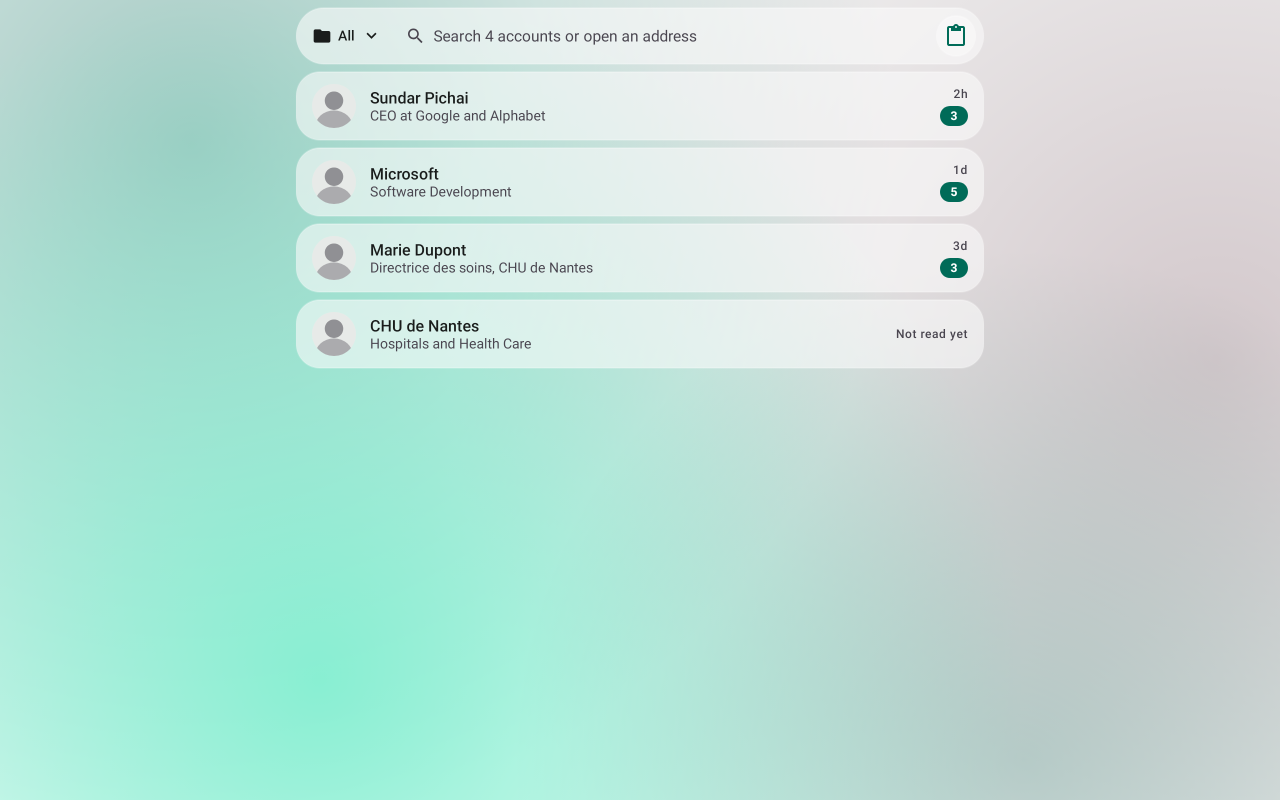 All
Search 4 accounts or open an address
Sundar Pichai
CEO at Google and Alphabet
2h
3
Microsoft
Software Development
1d
5
Marie Dupont
Directrice des soins, CHU de Nantes
3d
3
CHU de Nantes
Hospitals and Health Care
Not read yet